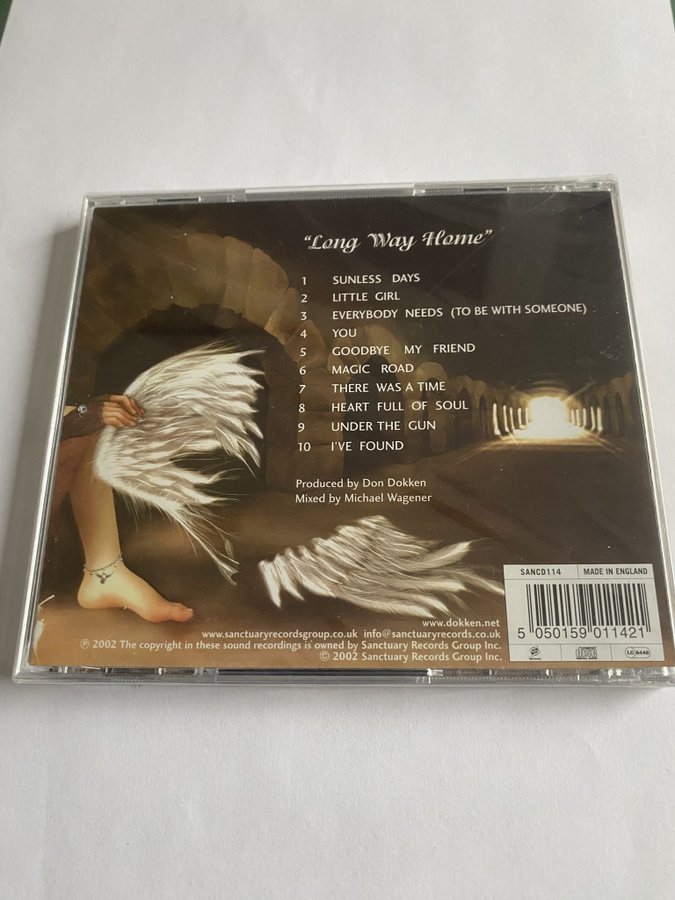 "Long Way Home"
1 SUNLESS DAYS
2 LITTLE GIRL
3 EVERYBODY NEEDS (TO BE WITH SOMEONE)
4 YOU
5 GOODBYE MY FRIEND
6 MAGIC ROAD
7 THERE WAS A TIME
8 HEART FULL OF SOUL
9 UNDER THE GUN
10 I'VE FOUND
Produced by Don Dokken
Mixed by Michael Wagener
SANCD114 MADE IN ENGLAND
5 050159 011421
LC 6448
www.dokken.net
www.sanctuaryrecordsgroup.co.uk info@sanctuaryrecords.co.uk
℗ 2002 The copyright in these sound recordings is owned by Sanctuary Records Group Inc.
© 2002 Sanctuary Records Group Inc.